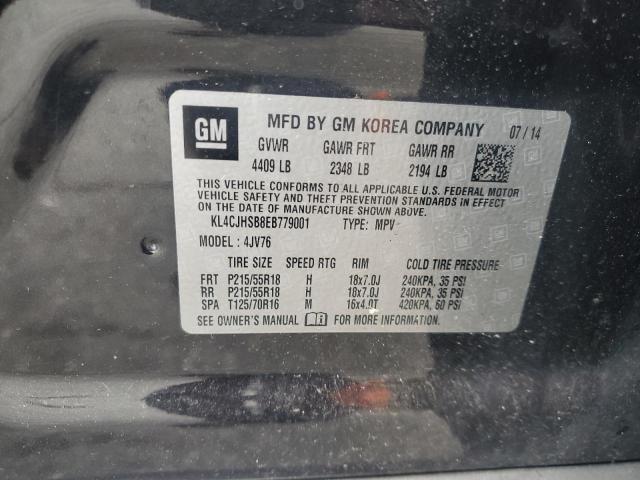 GM MFD BY GM KOREA COMPANY 07/14
GVWR GAWR FRT GAWR RR
4409 LB 2348 LB 2194 LB
THIS VEHICLE CONFORMS TO ALL APPLICABLE U.S. FEDERAL MOTOR
VEHICLE SAFETY AND THEFT PREVENTION STANDARDS IN EFFECT ON
THE DATE OF MANUFACTURE SHOWN ABOVE.
KL4CJHSB8EB779001 TYPE: MPV
MODEL: 4JV76
TIRE SIZE SPEED RTG RIM COLD TIRE PRESSURE
FRT P215/55R18 H 18x7.0J 240KPA, 35 PSI
RR P215/55R18 H 18x7.0J 240KPA, 35 PSI
SPA T125/70R16 M 16x4.0T 420KPA, 60 PSI
SEE OWNER'S MANUAL FOR MORE INFORMATION.